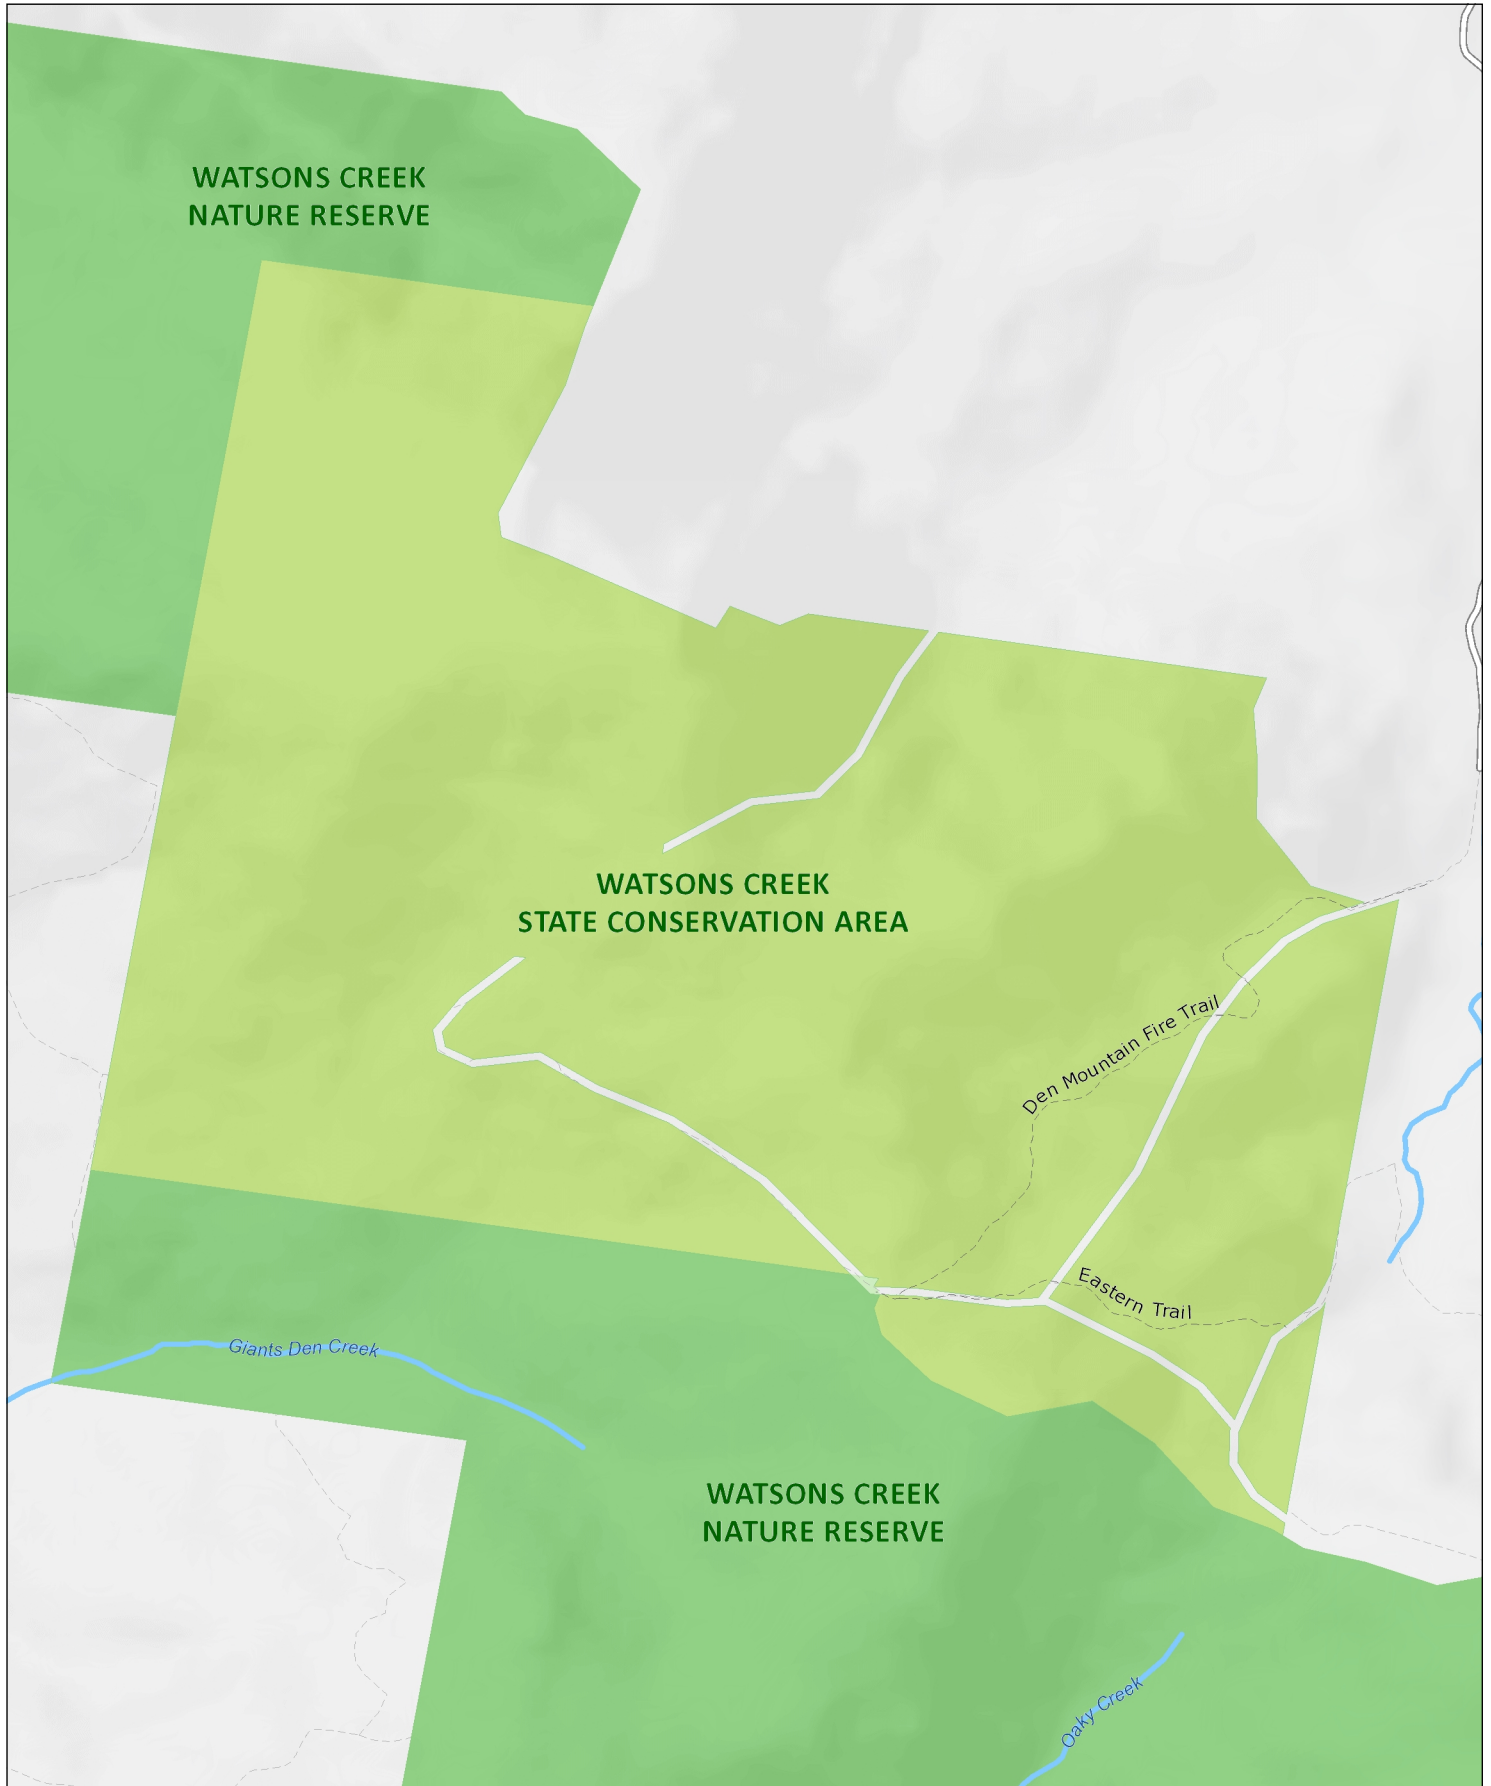 WATSONS CREEK
NATURE RESERVE
WATSONS CREEK
STATE CONSERVATION AREA
Den Mountain Fire Trail
Eastern Trail
Giants Den Creek
WATSONS CREEK
NATURE RESERVE
Oaky Creek